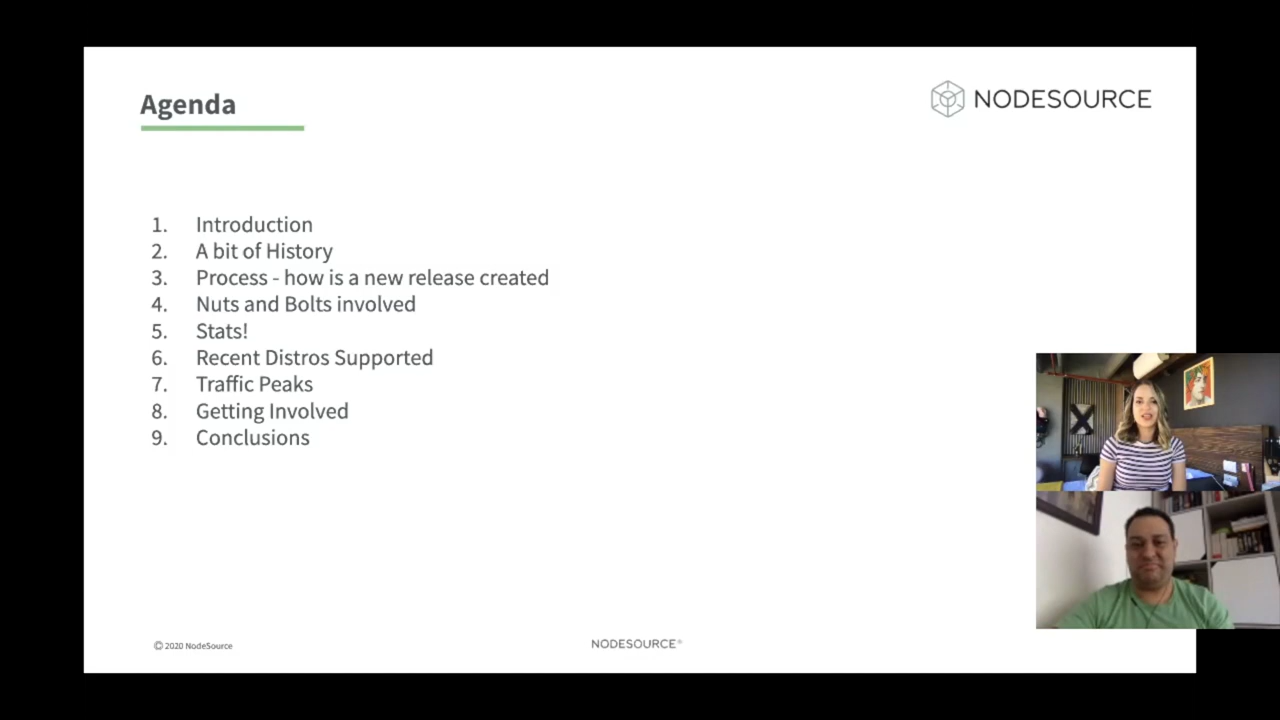 Agenda
NODESOURCE
1. Introduction
2. A bit of History
3. Process - how is a new release created
4. Nuts and Bolts involved
5. Stats!
6. Recent Distros Supported
7. Traffic Peaks
8. Getting Involved
9. Conclusions
© 2020 NodeSource
NODESOURCE®